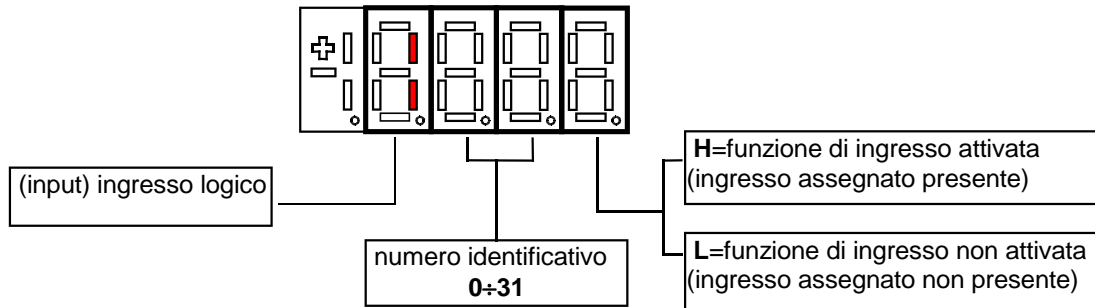 (input) ingresso logico
H=funzione di ingresso attivata
(ingresso assegnato presente)
numero identificativo
0÷31
L=funzione di ingresso non attivata
(ingresso assegnato non presente)